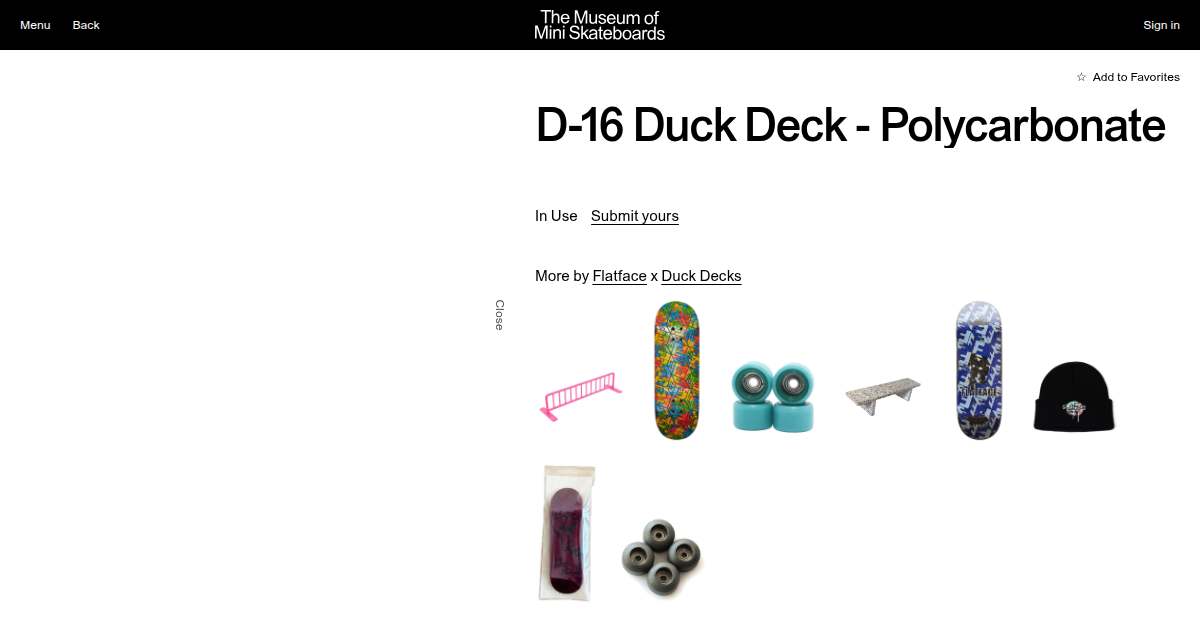 Menu
Back
The Museum of
Mini Skateboards
Sign in
☆ Add to Favorites
D-16 Duck Deck - Polycarbonate
In Use Submit yours
More by Flatface x Duck Decks
Close